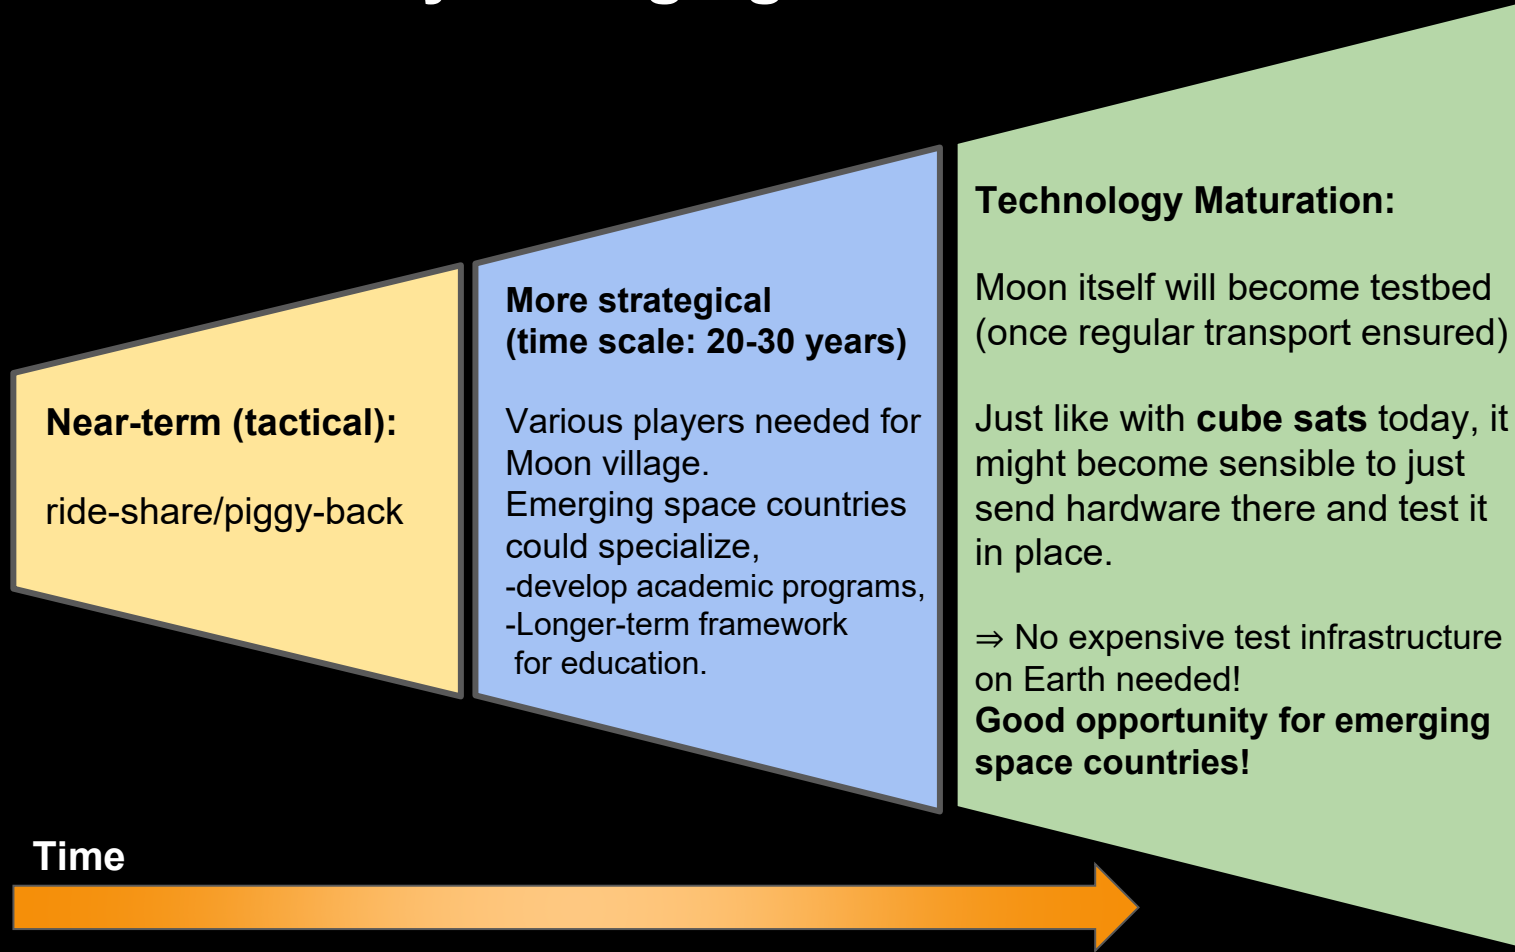 Near-term (tactical):
ride-share/piggy-back
More strategical
(time scale: 20-30 years)
Various players needed for
Moon village.
Emerging space countries
could specialize,
-develop academic programs,
-Longer-term framework
for education.
Technology Maturation:
Moon itself will become testbed
(once regular transport ensured)
Just like with cube sats today, it
might become sensible to just
send hardware there and test it
in place.
⇒ No expensive test infrastructure
on Earth needed!
Good opportunity for emerging
space countries!
Time